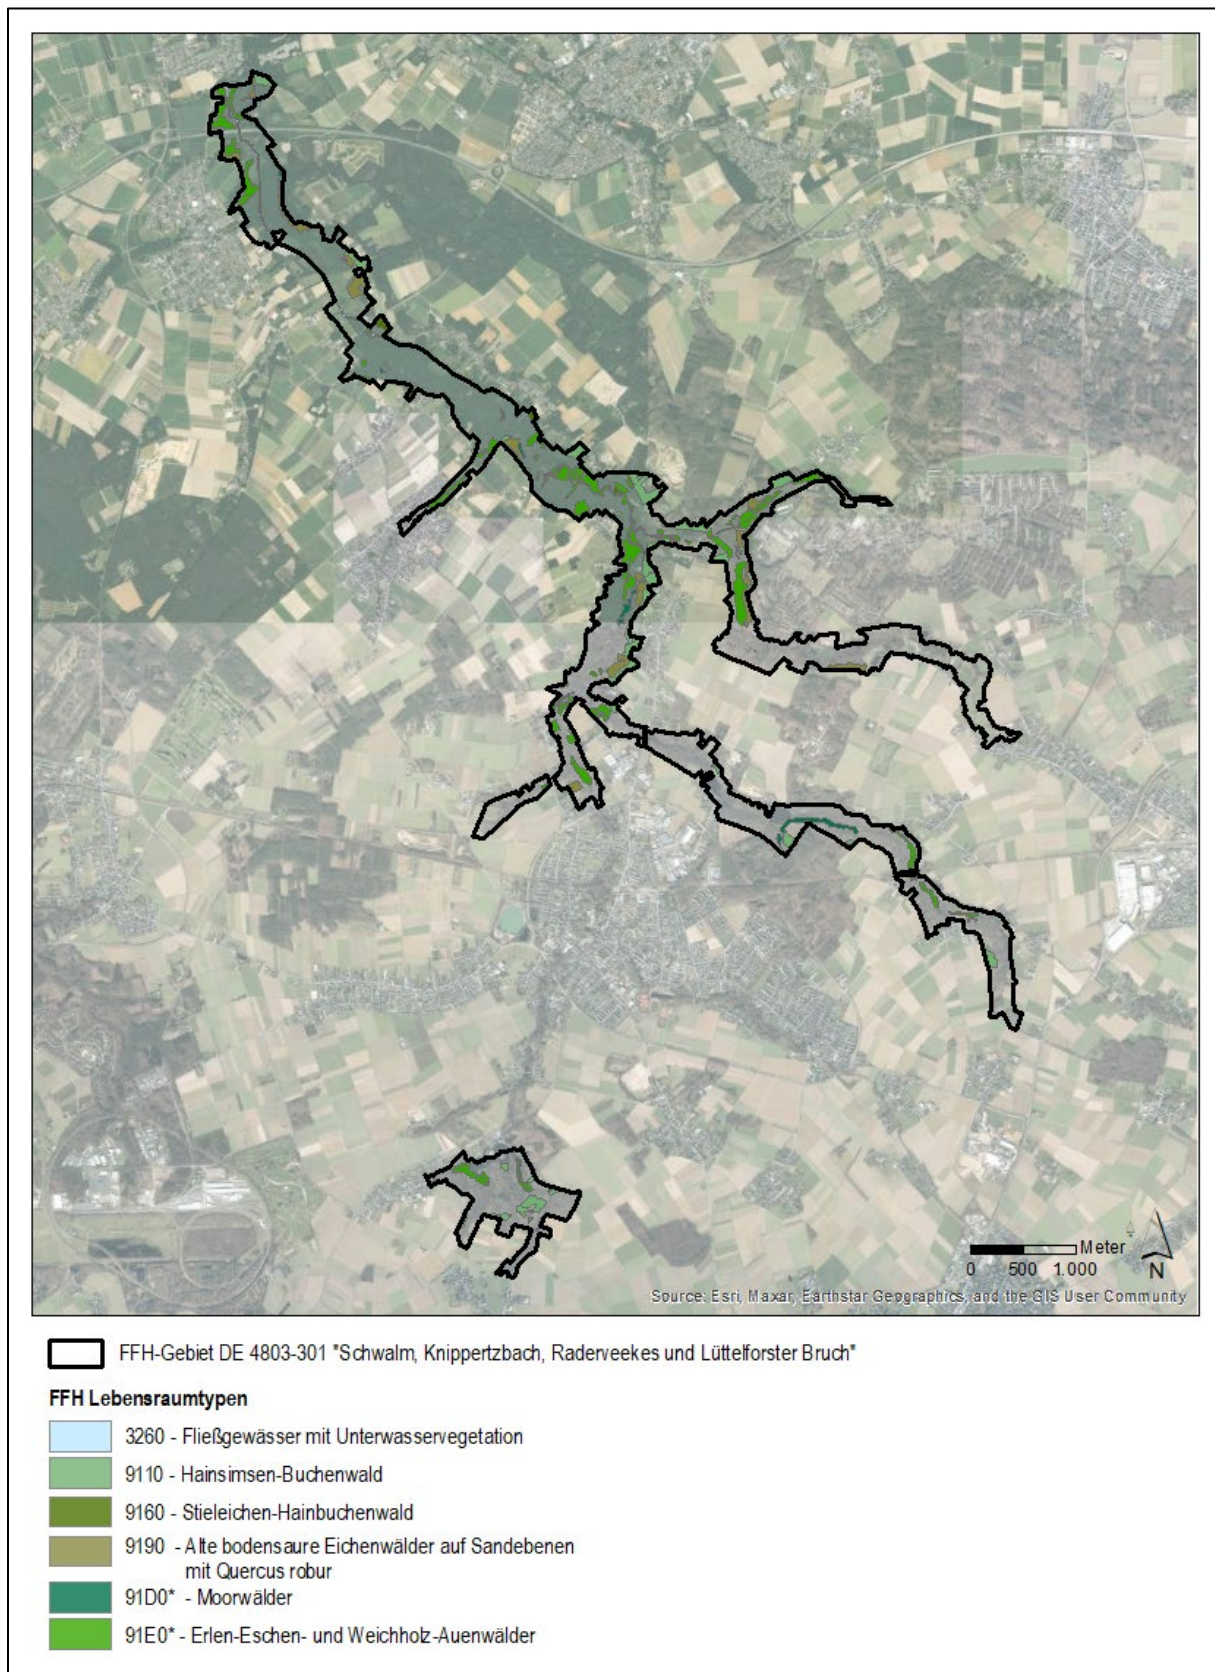 Meter
0 500 1.000
N
Source: Esri, Maxar, Earthstar Geographics, and the GIS User Community
FFH-Gebiet DE 4803-301 "Schwalm, Knippertzbach, Raderveekes und Lüttelforster Bruch"
FFH Lebensraumtypen
3260 - Fließgewässer mit Unterwasservegetation
9110 - Hainsimsen-Buchenwald
9160 - Stieleichen-Hainbuchenwald
9190 - Alte bodensaure Eichenwälder auf Sandebenen
mit Quercus robur
91D0* - Moorwälder
91E0* - Erlen-Eschen- und Weichholz-Auenwälder